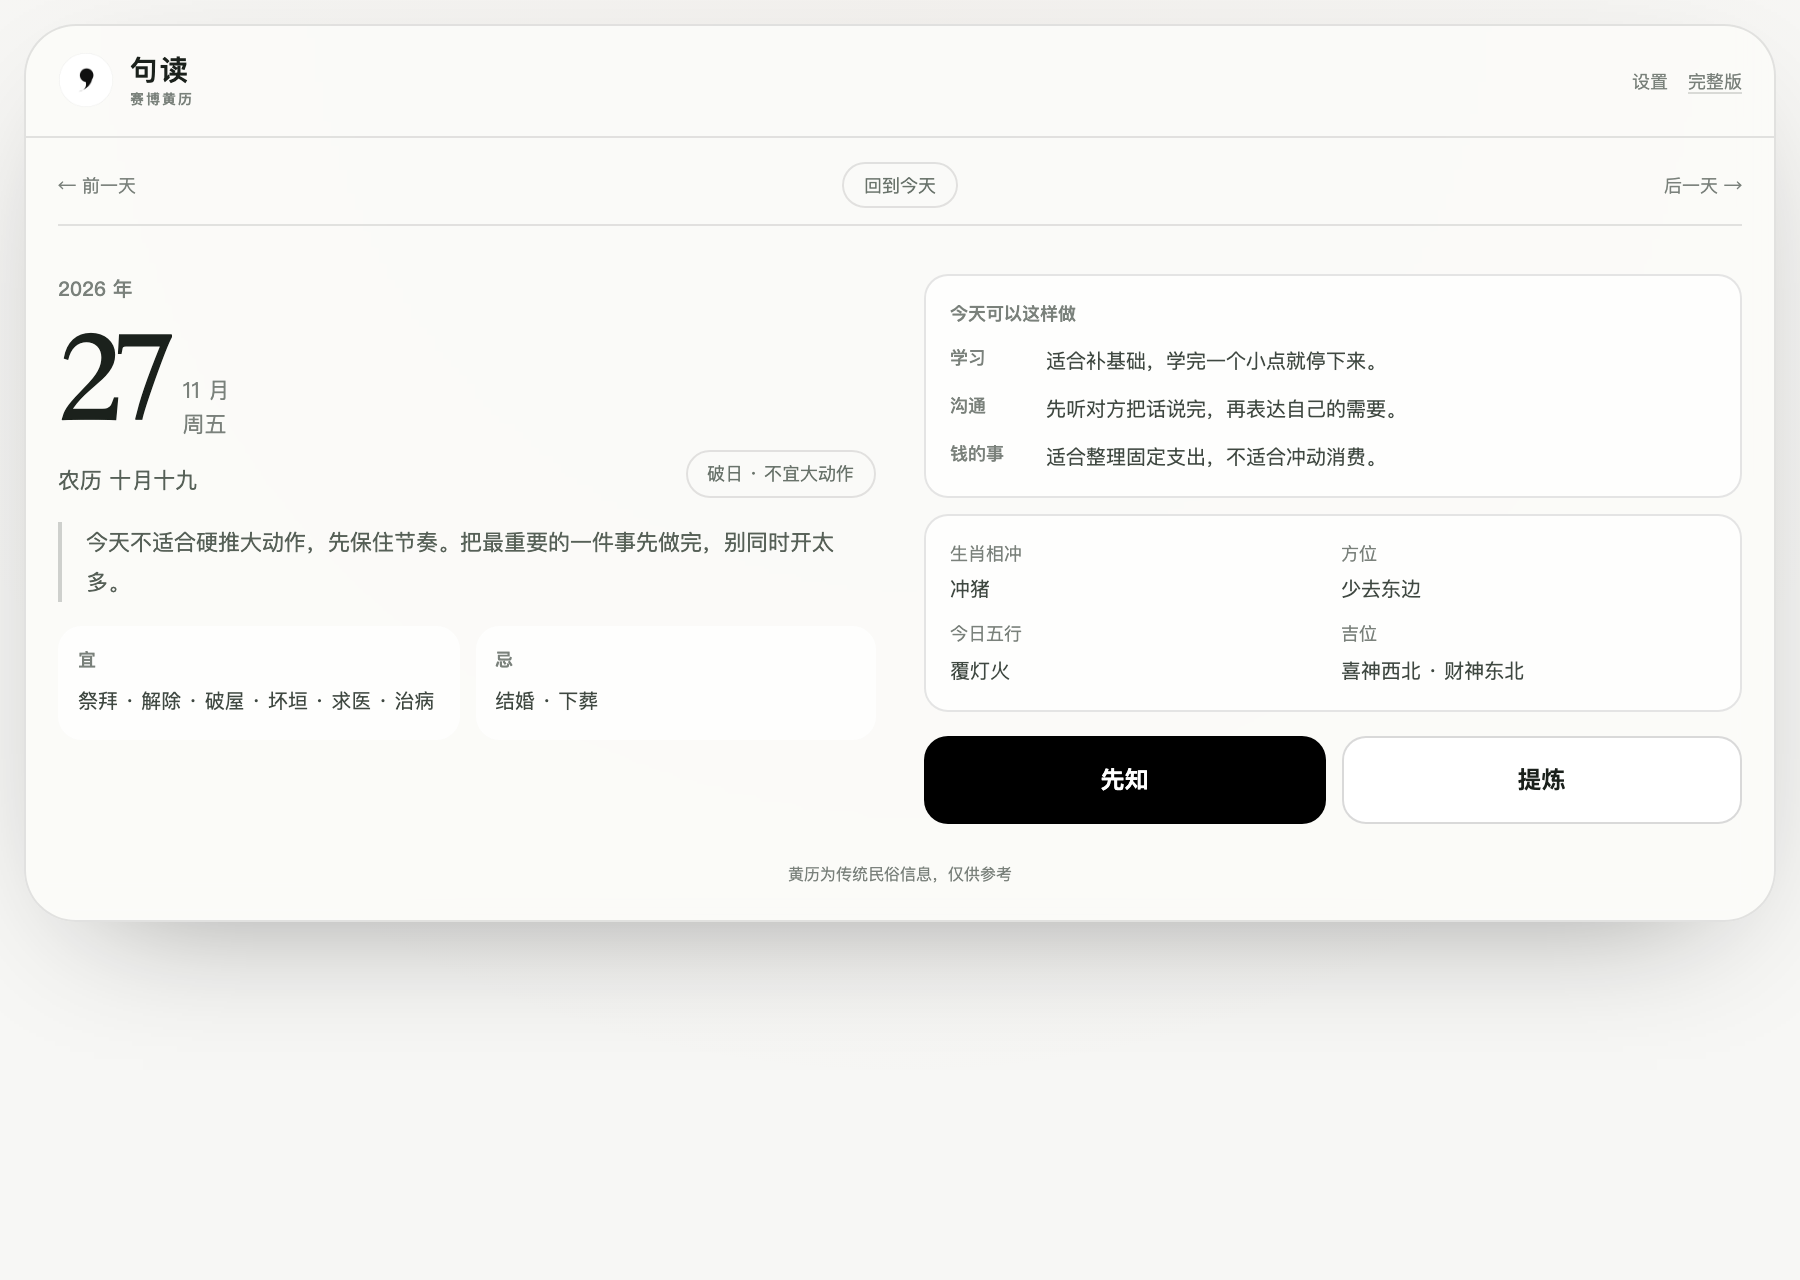 句读
赛博黄历
设置 完整版
← 前一天
回到今天
后一天 →
2026 年
27
11 月
周五
农历 十月十九
破日 · 不宜大动作
今天不适合硬推大动作，先保住节奏。把最重要的一件事先做完，别同时开太
多。
宜
祭拜 · 解除 · 破屋 · 坏垣 · 求医 · 治病
忌
结婚 · 下葬
今天可以这样做
学习 适合补基础，学完一个小点就停下来。
沟通 先听对方把话说完，再表达自己的需要。
钱的事 适合整理固定支出，不适合冲动消费。
生肖相冲
冲猪
方位
少去东边
今日五行
覆灯火
吉位
喜神西北 · 财神东北
先知
提炼
黄历为传统民俗信息，仅供参考